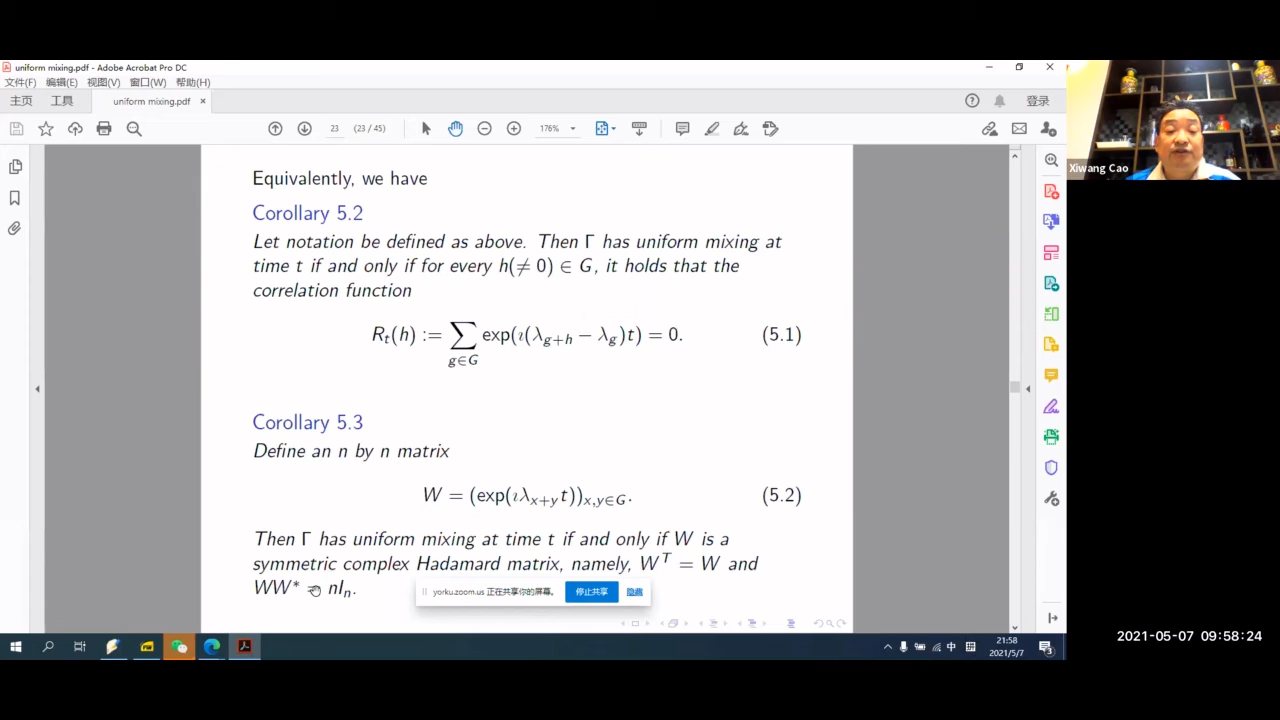 uniform mixing.pdf - Adobe Acrobat Pro DC
文件(F) 编辑(E) 视图(V) 窗口(W) 帮助(H)
主页 工具 uniform mixing.pdf × 登录
23 (23 / 45) 176%
Xiwang Cao
Equivalently, we have
Corollary 5.2
Let notation be defined as above. Then Γ has uniform mixing at
time t if and only if for every h(≠ 0) ∈ G, it holds that the
correlation function
R_t(h) := ∑_{g∈G} exp(ı(λ_{g+h} − λ_g)t) = 0. (5.1)
Corollary 5.3
Define an n by n matrix
W = (exp(ıλ_{x+y}t))_{x,y∈G}. (5.2)
Then Γ has uniform mixing at time t if and only if W is a
symmetric complex Hadamard matrix, namely, W^T = W and
WW* = nI_n.
yorku.zoom.us 正在共享你的屏幕。 停止共享 隐藏
中 拼 21:58
2021/5/7 3
2021-05-07 09:58:24